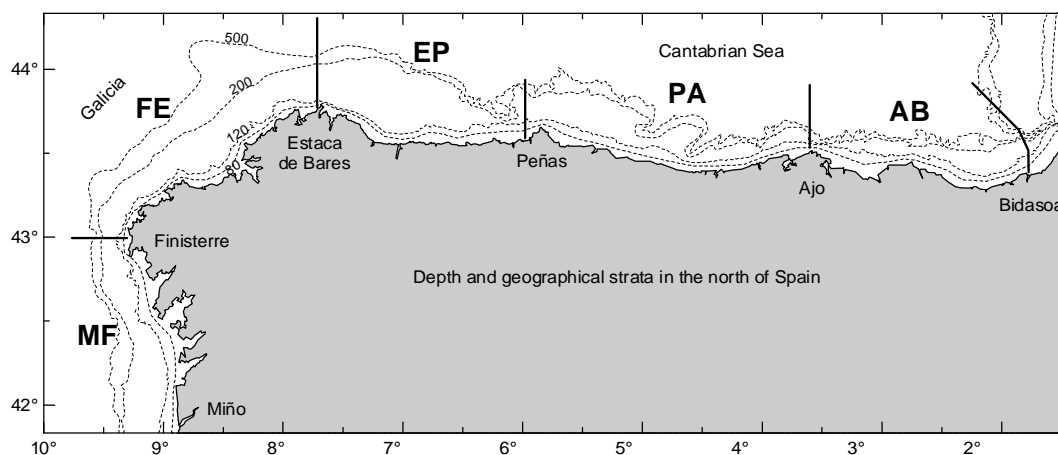 500
EP
Cantabrian Sea
44°
200
Galicia
FE
PA
AB
120
80
Estaca
de Bares
Peñas
Ajo
Bidasoa
43°
Finisterre
Depth and geographical strata in the north of Spain
MF
42°
Miño
10° 9° 8° 7° 6° 5° 4° 3° 2°